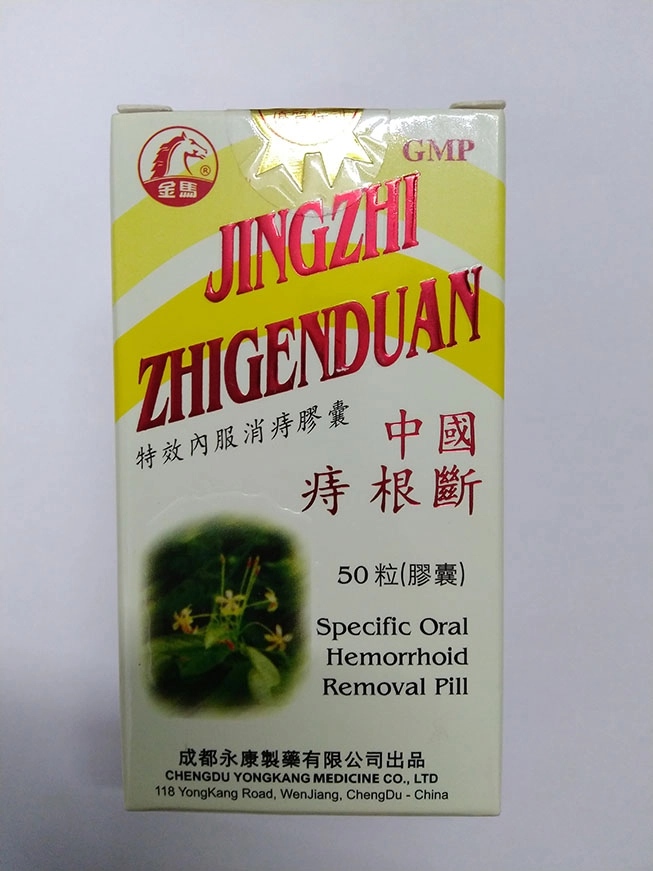 GMP
金馬®
JINGZHI
ZHIGENDUAN
特效內服消痔膠囊
中國
痔根斷
50 粒(膠囊)
Specific Oral
Hemorrhoid
Removal Pill
成都永康製藥有限公司出品
CHENGDU YONGKANG MEDICINE CO., LTD
118 YongKang Road, WenJiang, ChengDu - China